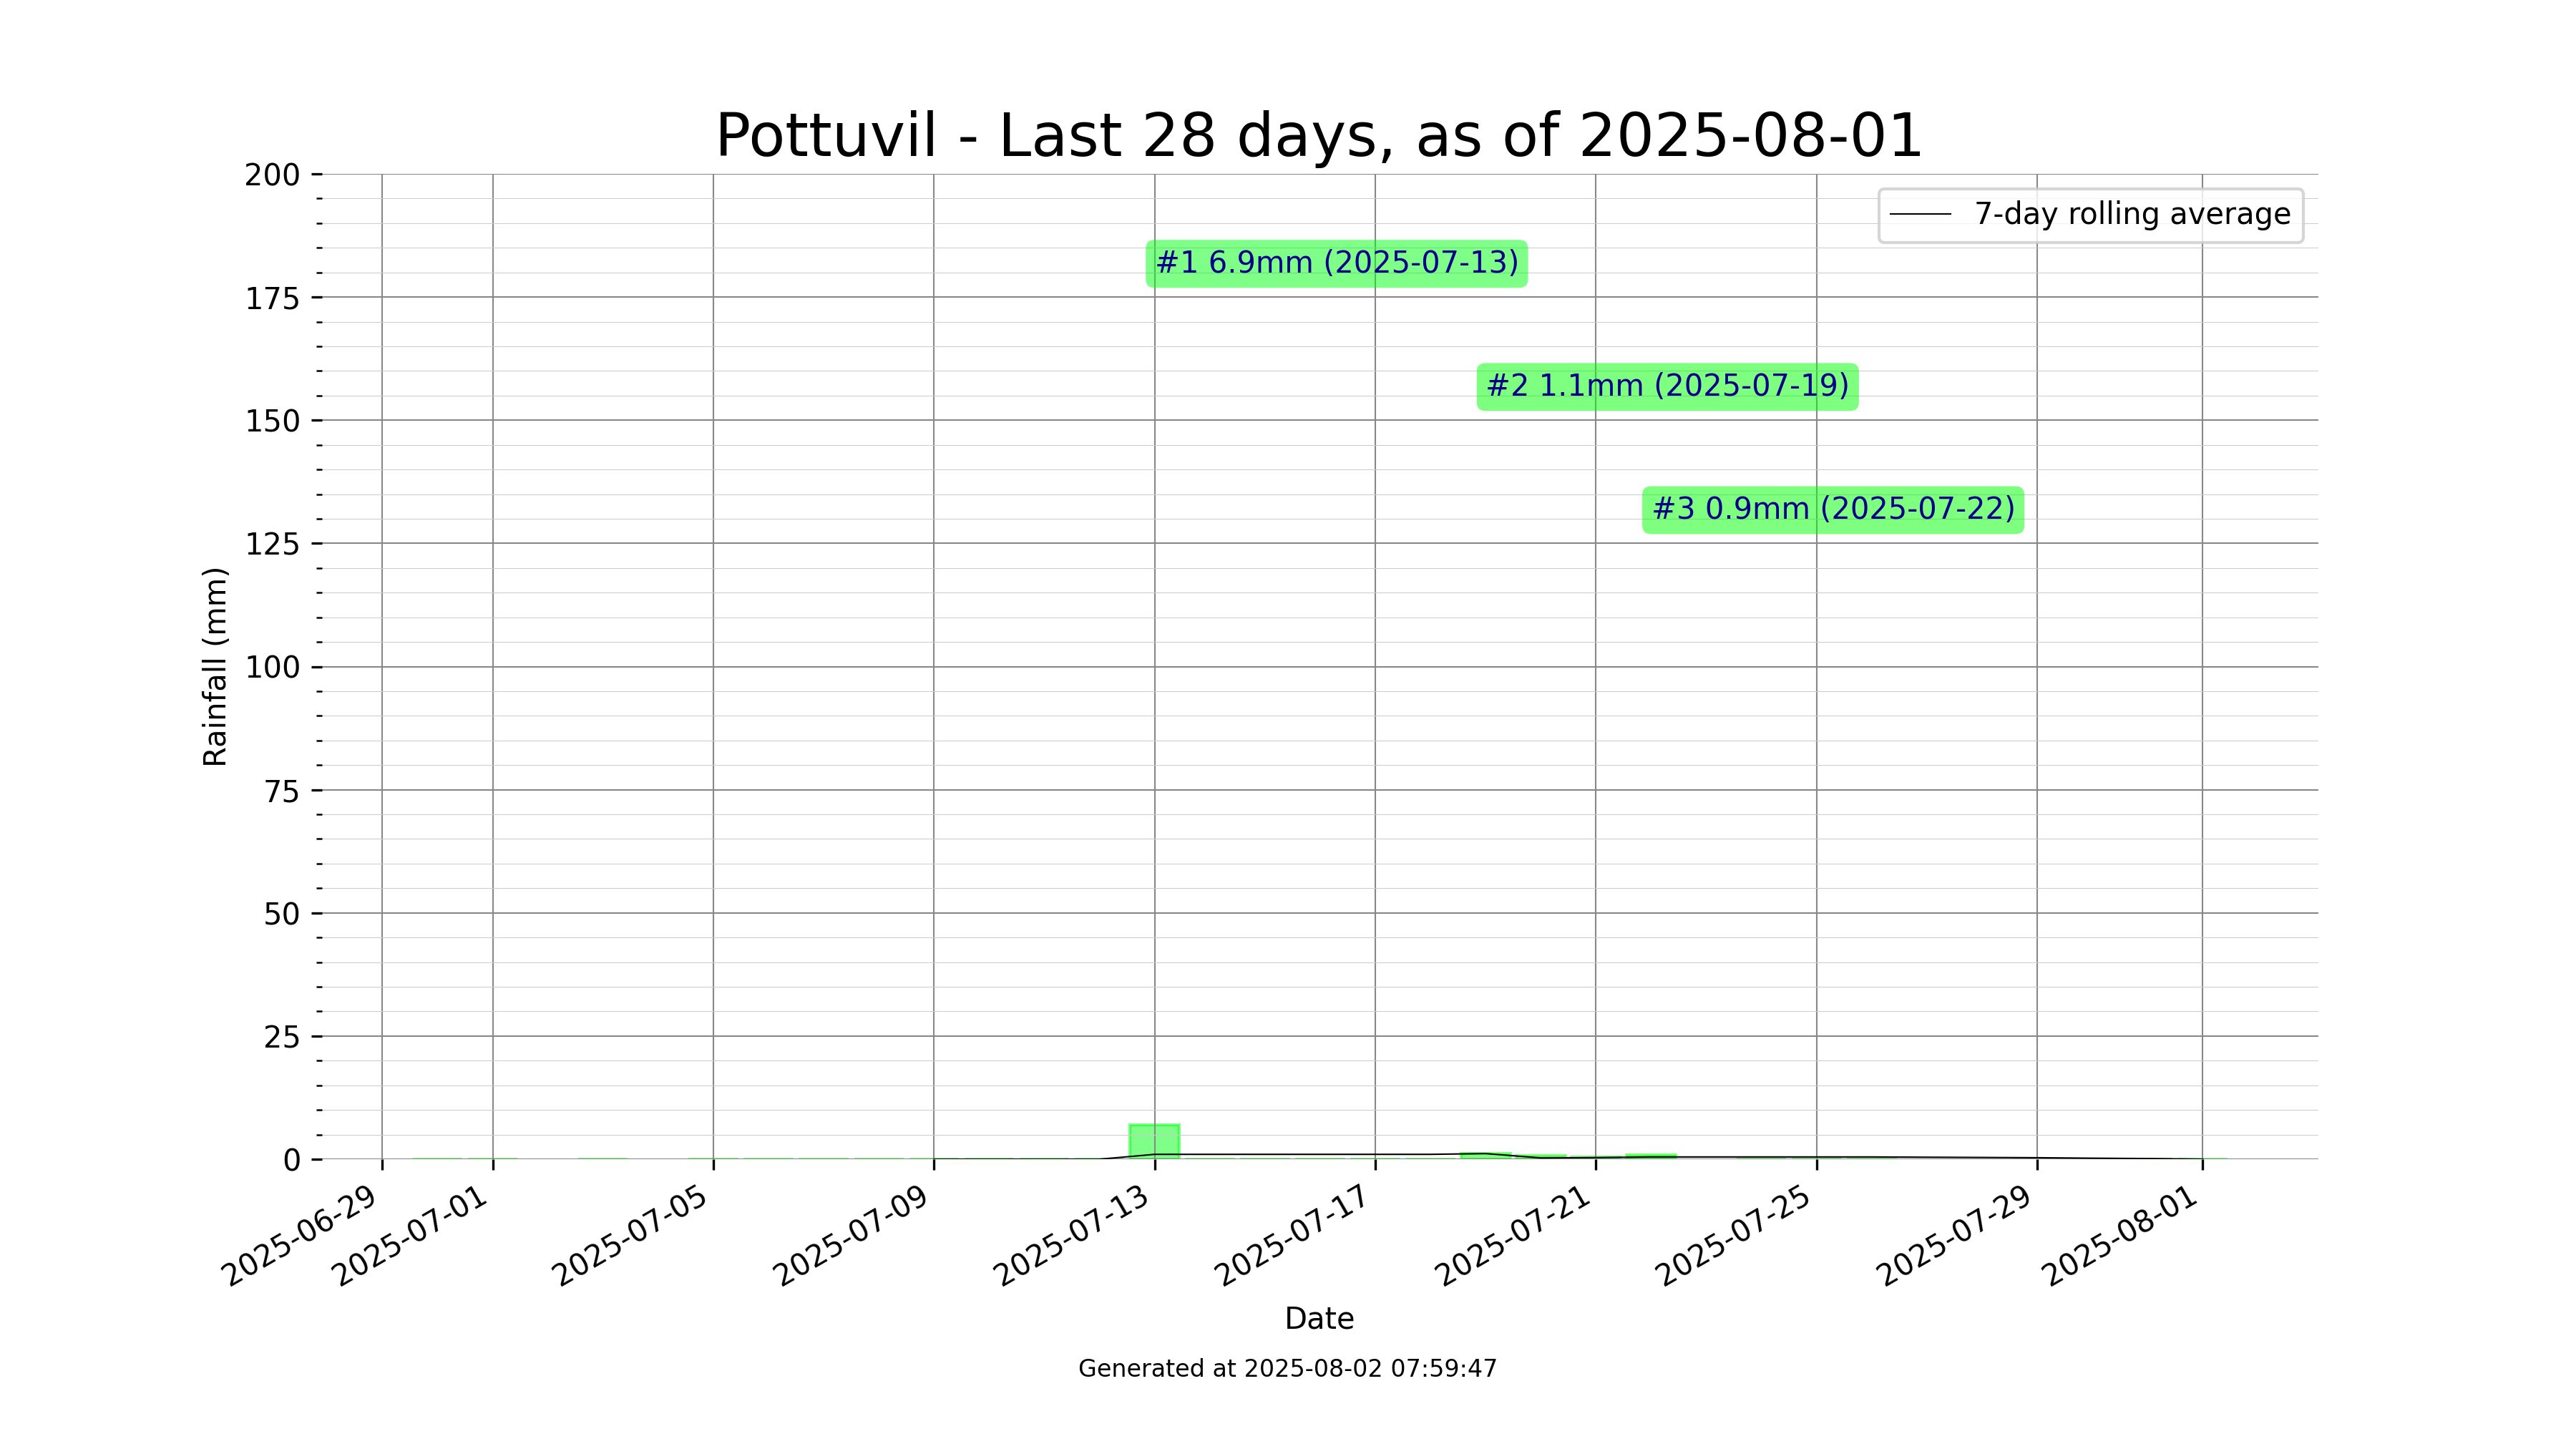 Pottuvil - Last 28 days, as of 2025-08-01
7-day rolling average
#1 6.9mm (2025-07-13)
#2 1.1mm (2025-07-19)
#3 0.9mm (2025-07-22)
Rainfall (mm)
200
175
150
125
100
75
50
25
0
2025-06-29
2025-07-01
2025-07-05
2025-07-09
2025-07-13
2025-07-17
2025-07-21
2025-07-25
2025-07-29
2025-08-01
Date
Generated at 2025-08-02 07:59:47